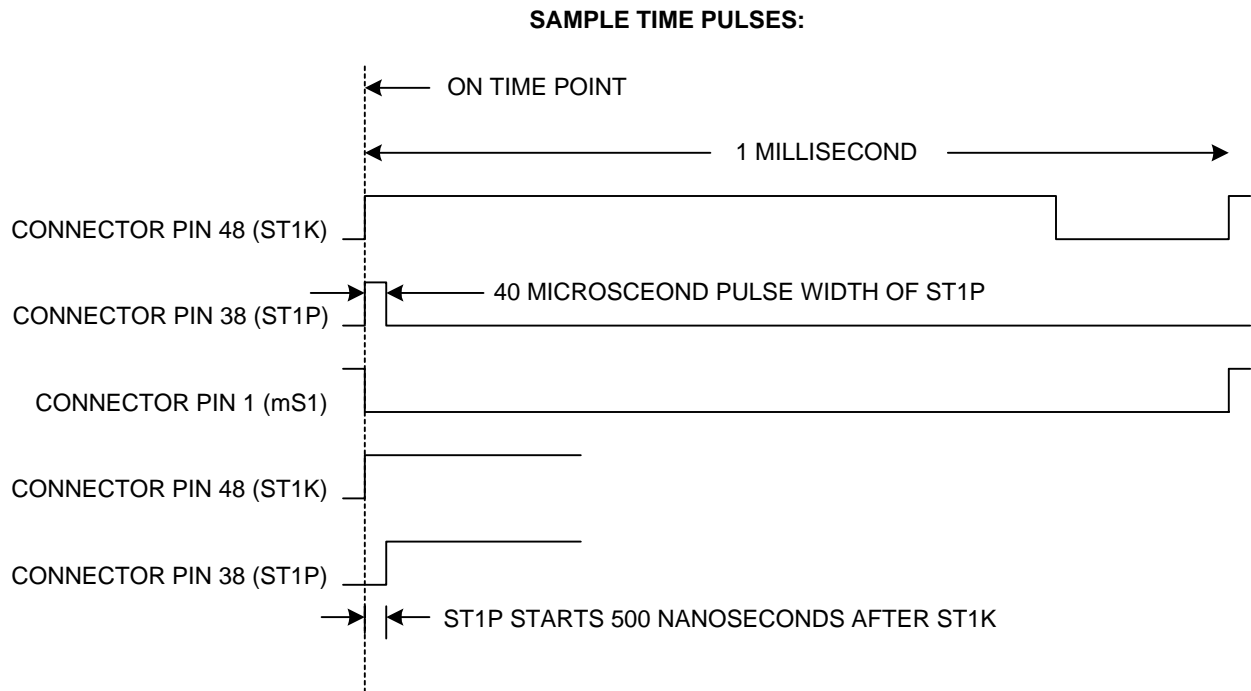 SAMPLE TIME PULSES:
ON TIME POINT
1 MILLISECOND
CONNECTOR PIN 48 (ST1K)
40 MICROSCEOND PULSE WIDTH OF ST1P
CONNECTOR PIN 38 (ST1P)
CONNECTOR PIN 1 (mS1)
CONNECTOR PIN 48 (ST1K)
CONNECTOR PIN 38 (ST1P)
ST1P STARTS 500 NANOSECONDS AFTER ST1K